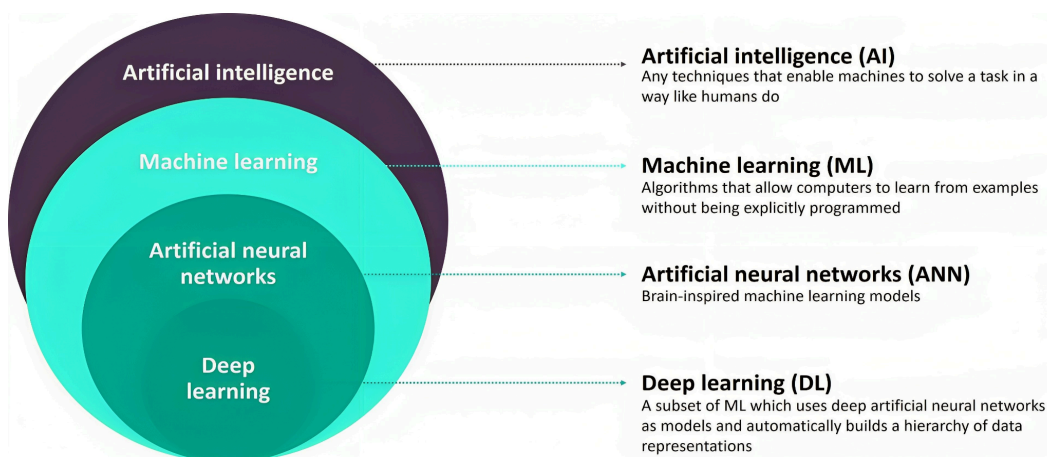 Artificial intelligence
Machine learning
Artificial neural
networks
Deep
learning
Artificial intelligence (AI)
Any techniques that enable machines to solve a task in a
way like humans do
Machine learning (ML)
Algorithms that allow computers to learn from examples
without being explicitly programmed
Artificial neural networks (ANN)
Brain-inspired machine learning models
Deep learning (DL)
A subset of ML which uses deep artificial neural networks
as models and automatically builds a hierarchy of data
representations